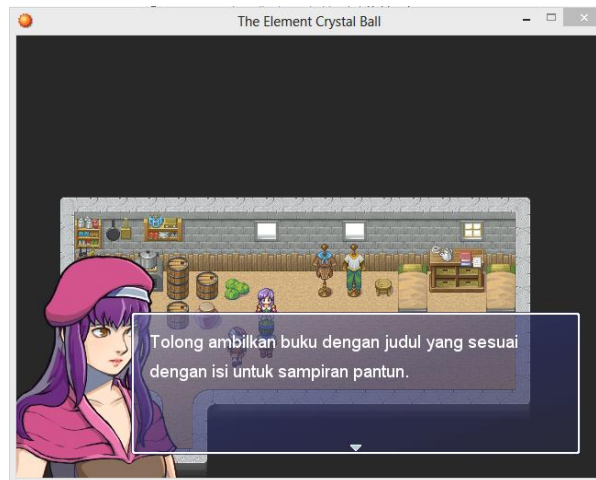 The Element Crystal Ball
Tolong ambilkan buku dengan judul yang sesuai
dengan isi untuk sampiran pantun.